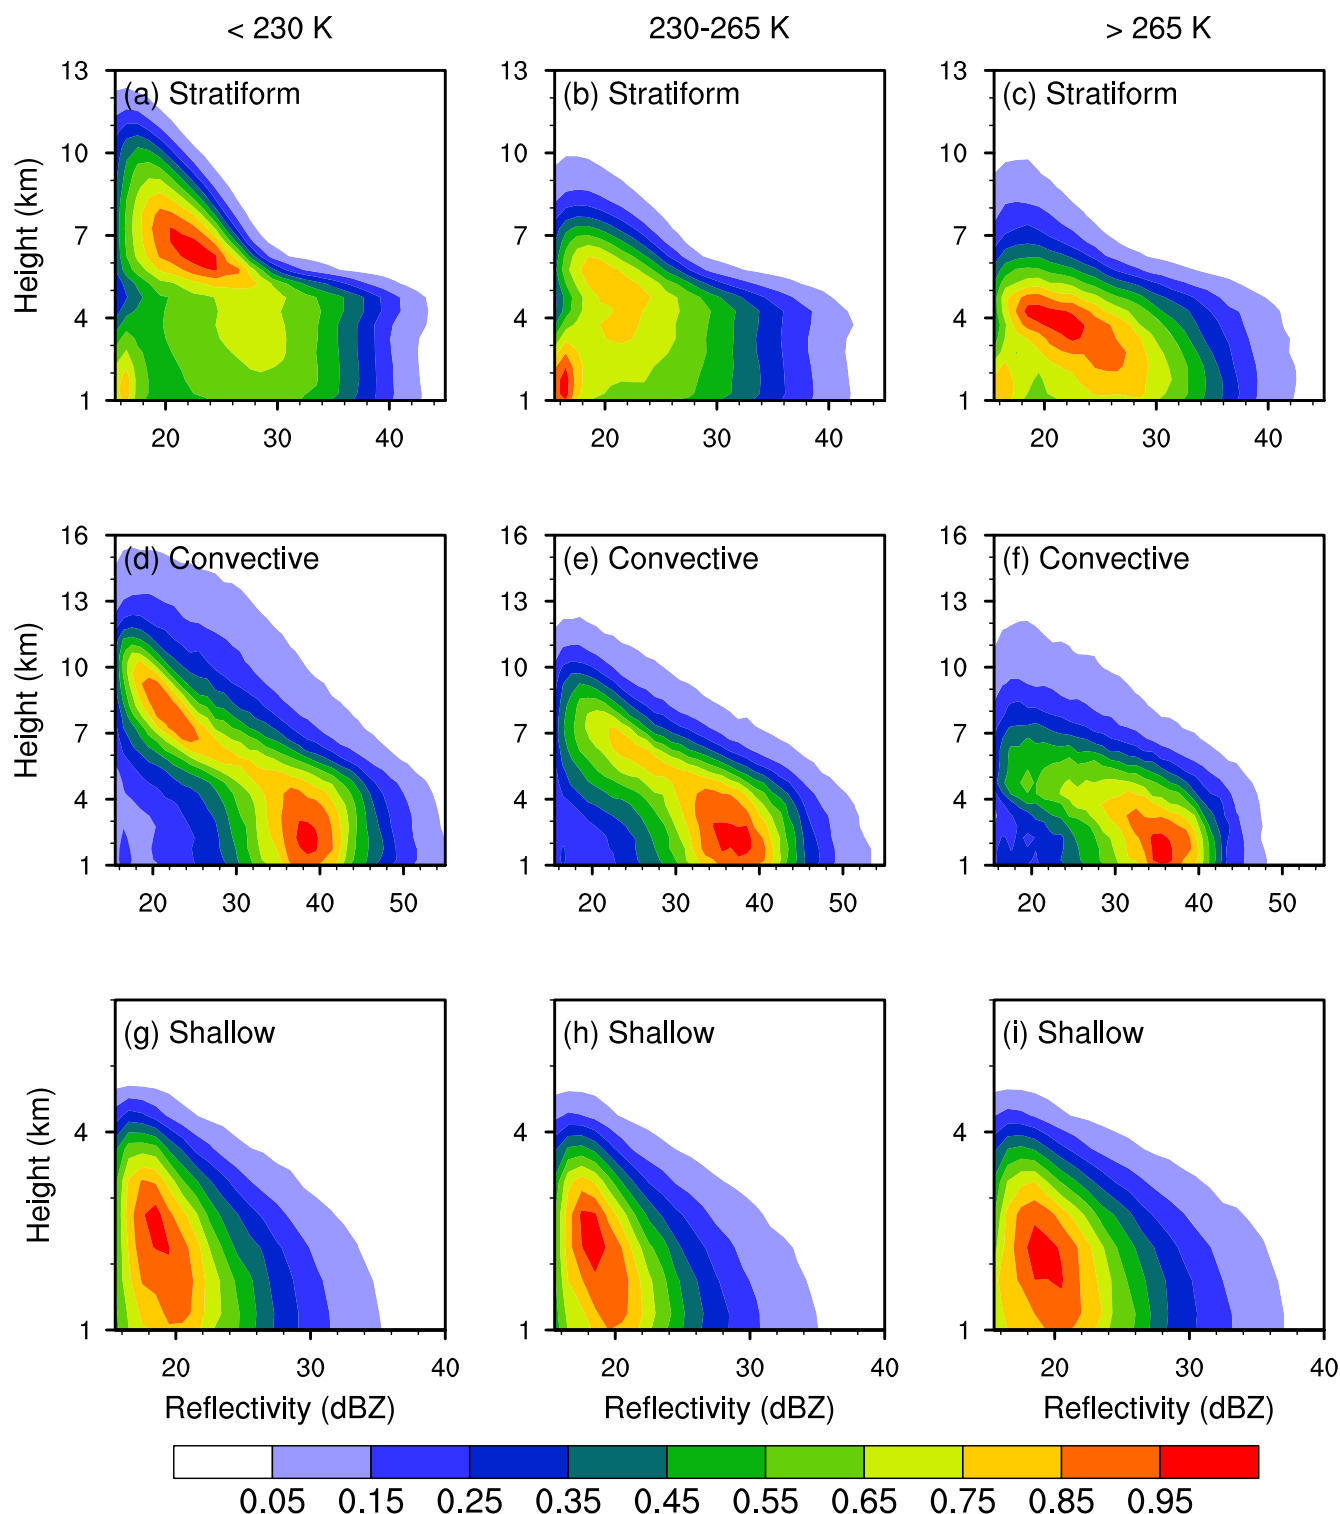 < 230 K 230-265 K > 265 K
13 (a) Stratiform (b) Stratiform (c) Stratiform
10 10 10
7 7 7
Height (km)
4 4 4
1 1 1
20 30 40 20 30 40 20 30 40
16 16 16
(d) Convective (e) Convective (f) Convective
13 13 13
10 10 10
Height (km)
7 7 7
4 4 4
1 1 1
20 30 40 50 20 30 40 50 20 30 40 50
(g) Shallow (h) Shallow (i) Shallow
4 4 4
Height (km)
1 1 1
20 30 40 20 30 40 20 30 40
Reflectivity (dBZ) Reflectivity (dBZ) Reflectivity (dBZ)
0.05 0.15 0.25 0.35 0.45 0.55 0.65 0.75 0.85 0.95